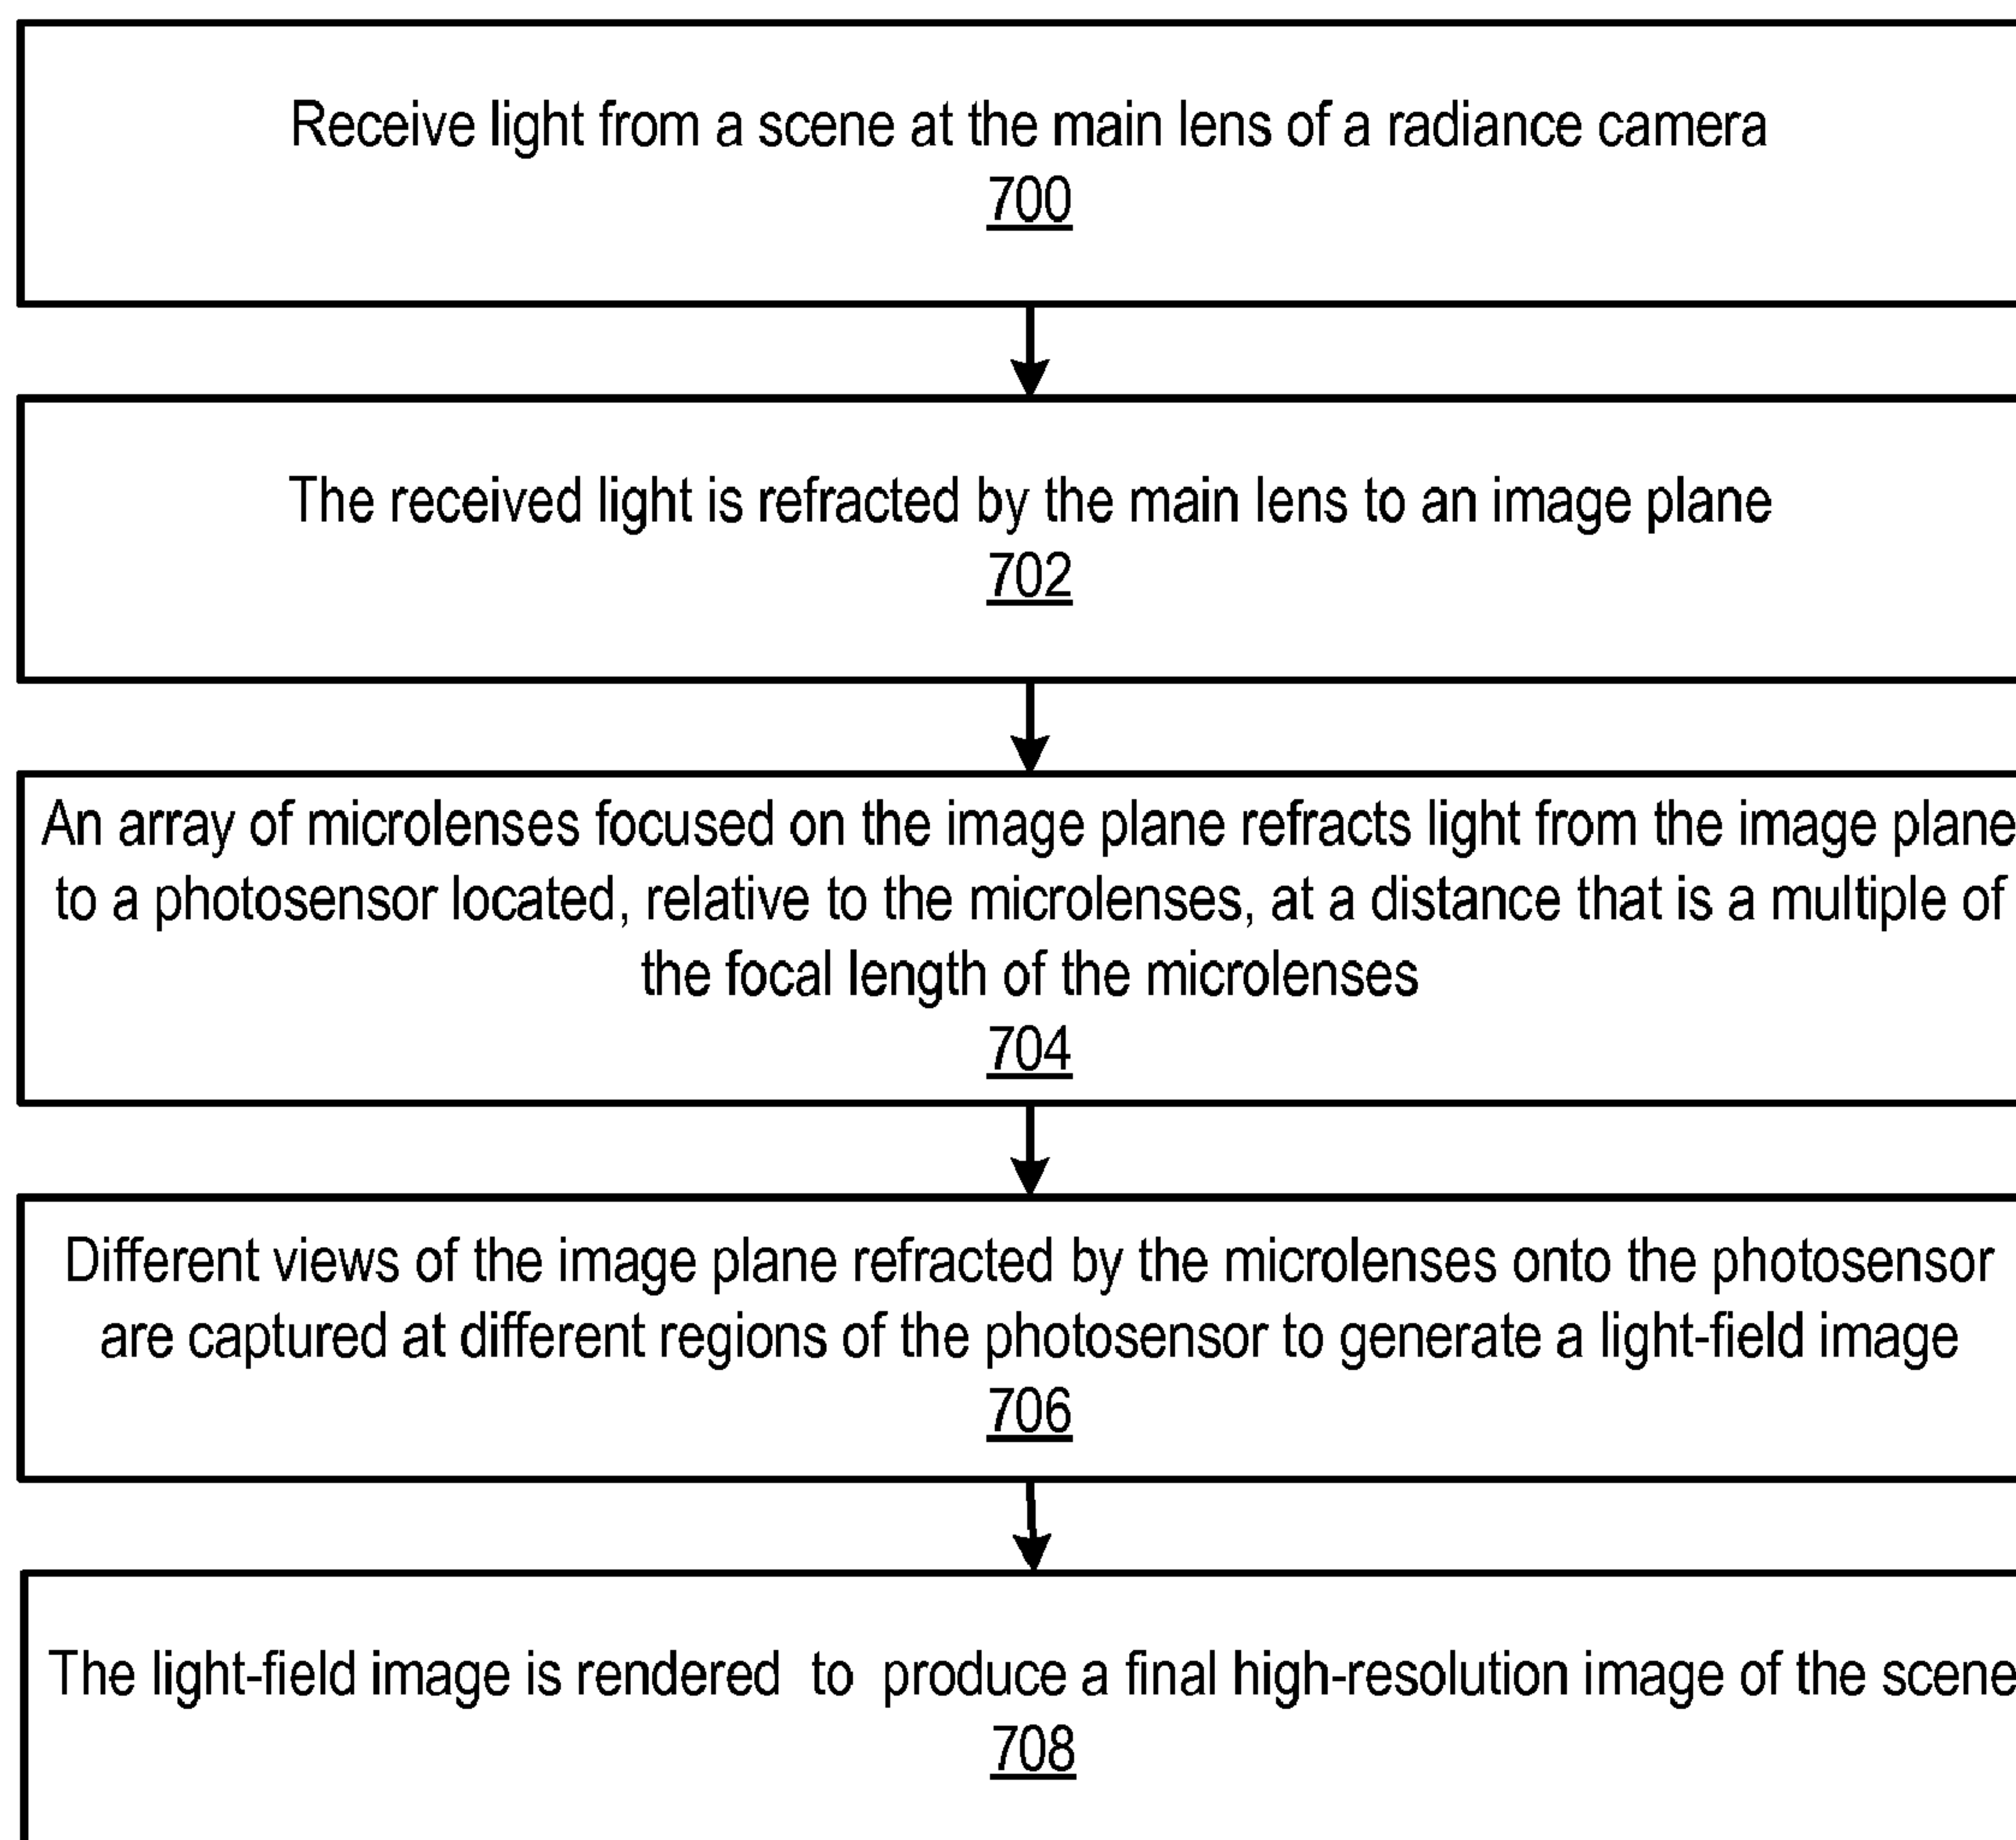 Receive light from a scene at the main lens of a radiance camera
700
The received light is refracted by the main lens to an image plane
702
An array of microlenses focused on the image plane refracts light from the image plane
to a photosensor located, relative to the microlenses, at a distance that is a multiple of
the focal length of the microlenses
704
Different views of the image plane refracted by the microlenses onto the photosensor
are captured at different regions of the photosensor to generate a light-field image
706
The light-field image is rendered to produce a final high-resolution image of the scene
708